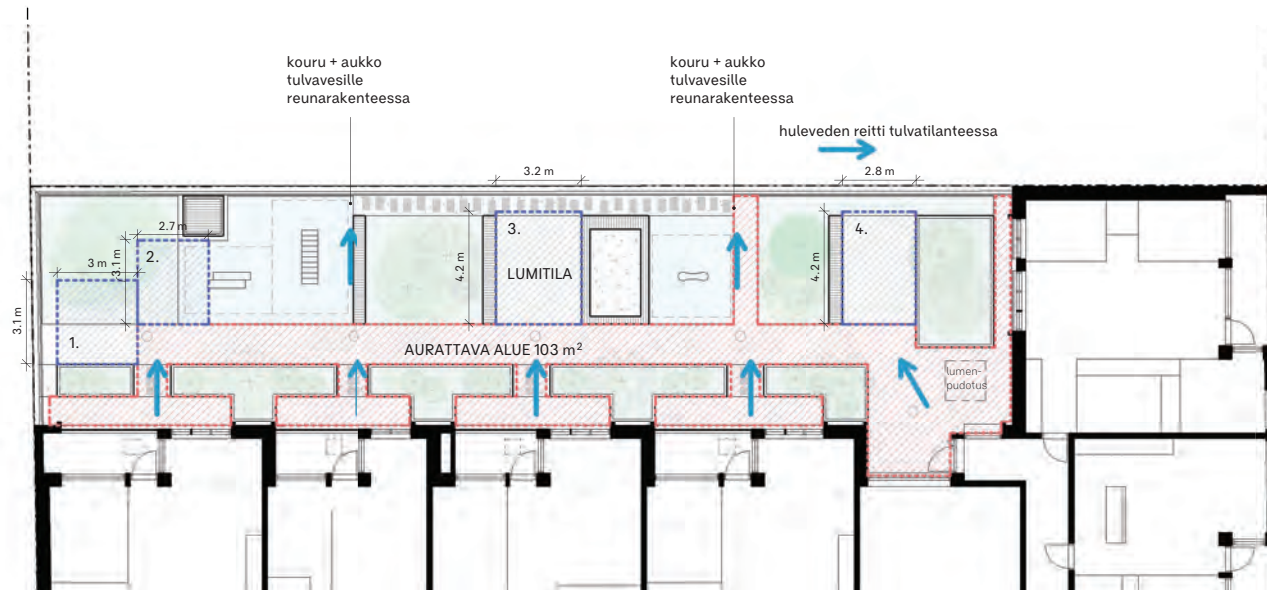 kouru + aukko
tulvavesille
reunarakenteessa
kouru + aukko
tulvavesille
reunarakenteessa
huleveden reitti tulvatilanteessa
3.2 m
2.8 m
2.7 m
3 m
3.1 m
3.1 m
4.2 m
4.2 m
1.
2.
3.
LUMITILA
4.
AURATTAVA ALUE 103 m²
lumen-
pudotus